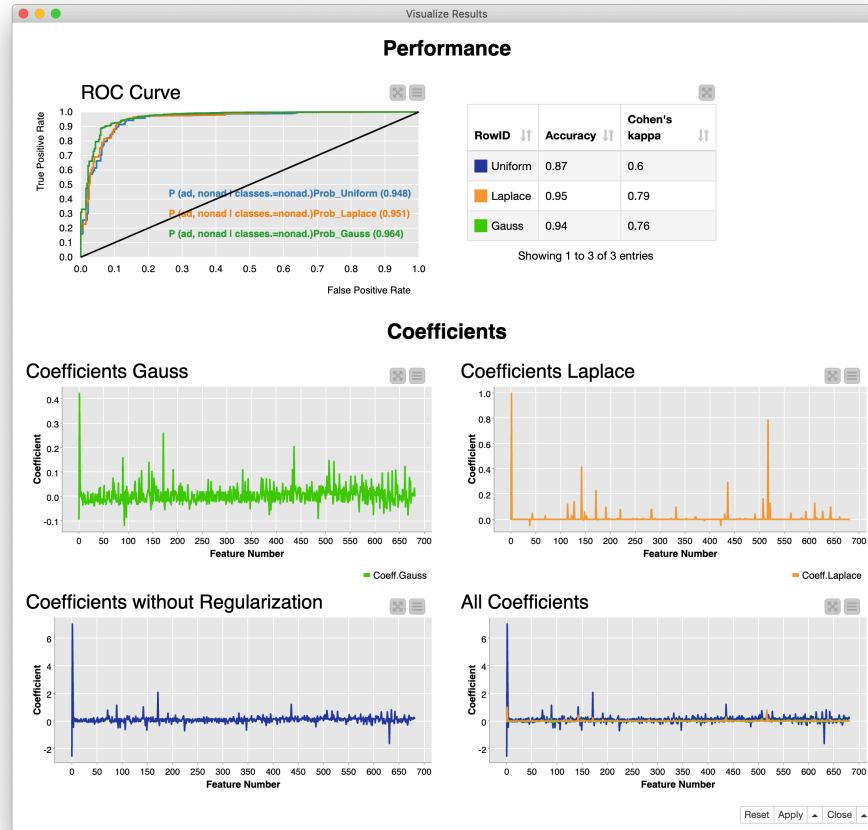 Visualize Results
Performance
ROC Curve
True Positive Rate
1.0
0.9
0.8
0.7
0.6
0.5
0.4
0.3
0.2
0.1
0.0
P (ad, nonad | classes.=nonad.)Prob_Uniform (0.948)
P (ad, nonad | classes.=nonad.)Prob_Laplace (0.951)
P (ad, nonad | classes.=nonad.)Prob_Gauss (0.964)
0.0 0.1 0.2 0.3 0.4 0.5 0.6 0.7 0.8 0.9 1.0
False Positive Rate
RowID Accuracy Cohen's kappa
Uniform 0.87 0.6
Laplace 0.95 0.79
Gauss 0.94 0.76
Showing 1 to 3 of 3 entries
Coefficients
Coefficients Gauss
Coefficient
0.4
0.3
0.2
0.1
0.0
-0.1
0 50 100 150 200 250 300 350 400 450 500 550 600 650 700
Feature Number
Coeff.Gauss
Coefficients Laplace
Coefficient
1.0
0.8
0.6
0.4
0.2
0.0
0 50 100 150 200 250 300 350 400 450 500 550 600 650 700
Feature Number
Coeff.Laplace
Coefficients without Regularization
Coefficient
6
4
2
0
-2
0 50 100 150 200 250 300 350 400 450 500 550 600 650 700
Feature Number
All Coefficients
Coefficient
6
4
2
0
-2
0 50 100 150 200 250 300 350 400 450 500 550 600 650 700
Feature Number
Reset Apply Close